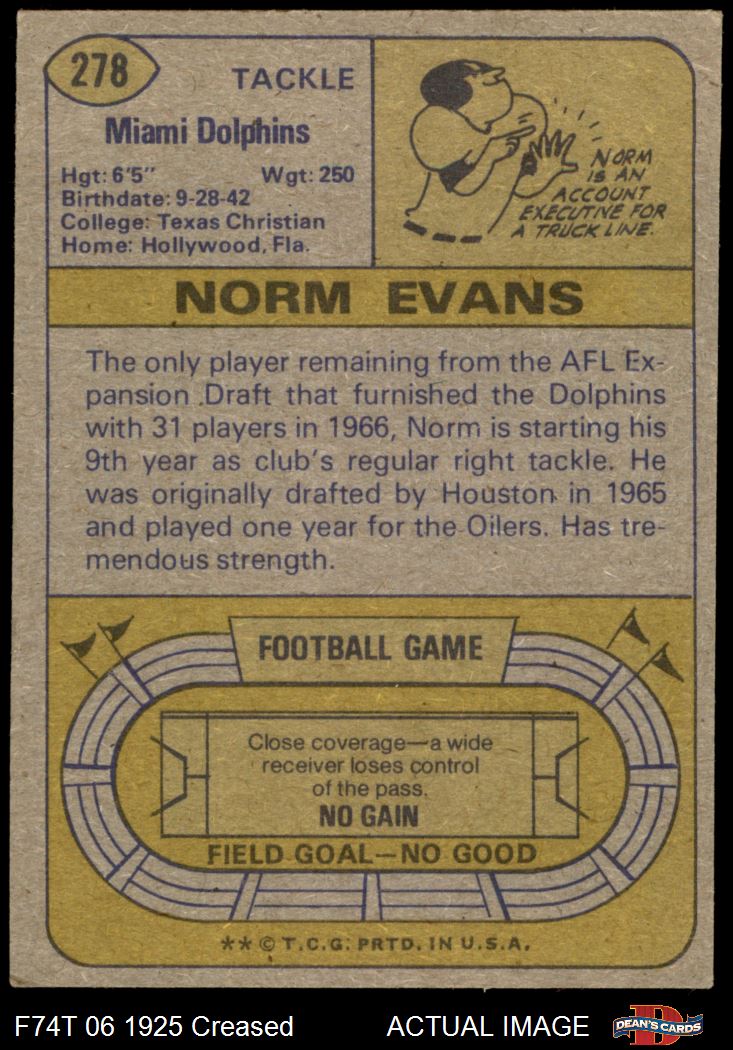 278
TACKLE
Miami Dolphins
Hgt: 6'5" Wgt: 250
Birthdate: 9-28-42
College: Texas Christian
Home: Hollywood, Fla.
NORM
IS AN
ACCOUNT
EXECUTIVE FOR
A TRUCK LINE.
NORM EVANS
The only player remaining from the AFL Ex-
pansion Draft that furnished the Dolphins
with 31 players in 1966, Norm is starting his
9th year as club's regular right tackle. He
was originally drafted by Houston in 1965
and played one year for the Oilers. Has tre-
mendous strength.
FOOTBALL GAME
Close coverage—a wide
receiver loses control
of the pass.
NO GAIN
FIELD GOAL—NO GOOD
** © T.C.G. PRTD. IN U.S.A.
F74T 06 1925 Creased ACTUAL IMAGE
D
DEAN'S CARDS